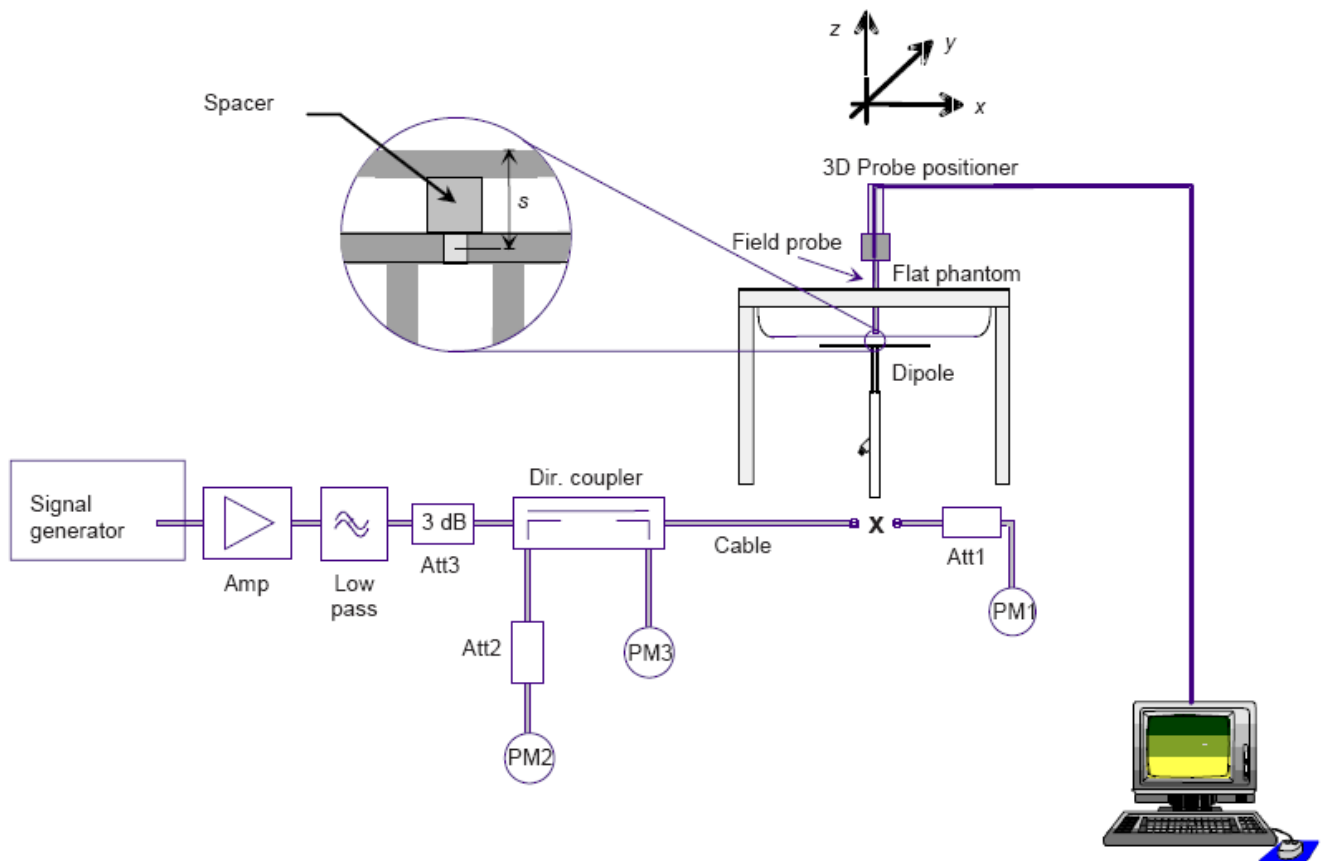 z
y
x
Spacer
s
3D Probe positioner
Field probe
Flat phantom
Dipole
Signal
generator
Amp
Low
pass
3 dB
Att3
Dir. coupler
Cable
X
Att1
PM1
Att2
PM3
PM2